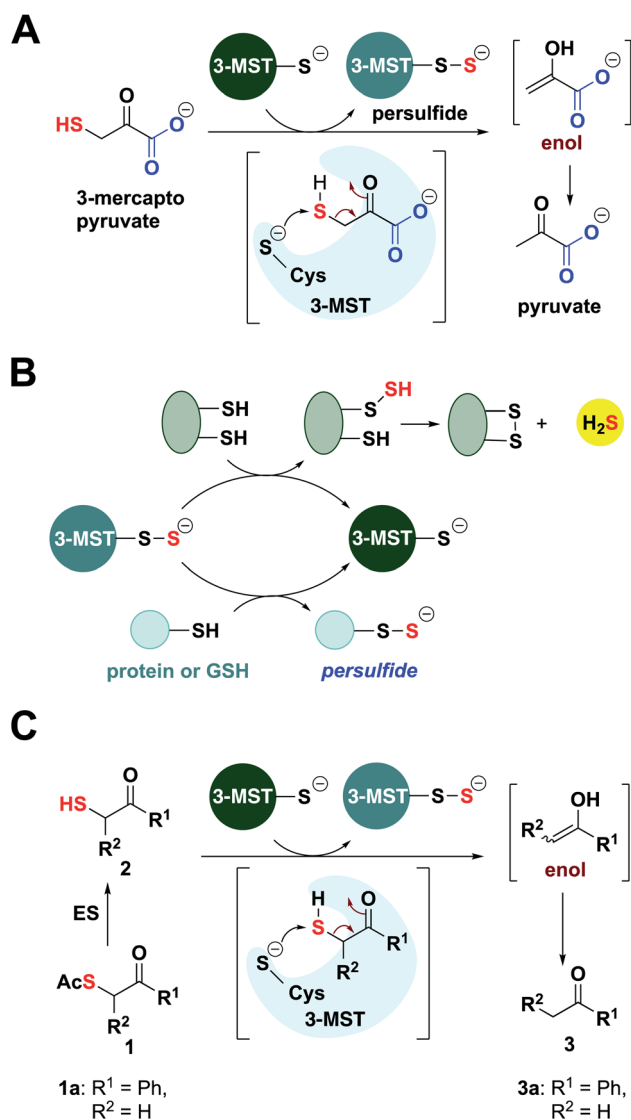 A
3-MST S ⊖
3-MST S S ⊖
persulfide
HS O O ⊖ O
3-mercapto
pyruvate
OH O ⊖ O
enol
H
S O O ⊖ O
S ⊖
Cys
3-MST
O O ⊖ O
pyruvate
B
SH
SH
S SH
SH
S
S
+
H2S
3-MST S S ⊖
3-MST S ⊖
SH
S S ⊖
protein or GSH
persulfide
C
3-MST S ⊖
3-MST S S ⊖
HS O R1
R2
2
OH
R2 R1
enol
ES
H
S O R1
R2
S ⊖
Cys
3-MST
AcS O R1
R2
1
O
R2 R1
3
1a: R1 = Ph,
R2 = H
3a: R1 = Ph,
R2 = H